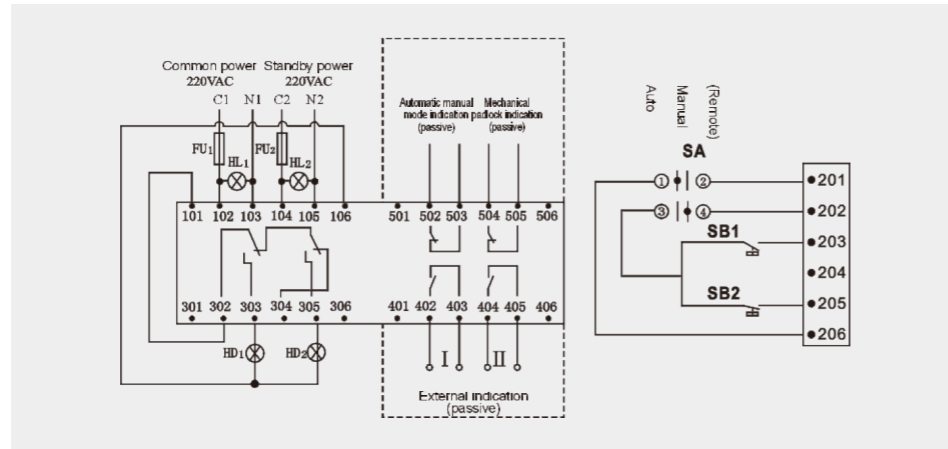 Common power Standby power
220VAC 220VAC
C1 N1 C2 N2
FU1 FU2
HL1 HL2
Automatic manual Mechanical
mode indication padlock indication
(passive) (passive)
101 102 103 104 105 106 501 502 503 504 505 506
301 302 303 304 305 306 401 402 403 404 405 406
HD1 HD2
I II
External indication
(passive)
Auto
Manual
(Remote)
SA
1 2
3 4
SB1
SB2
201
202
203
204
205
206